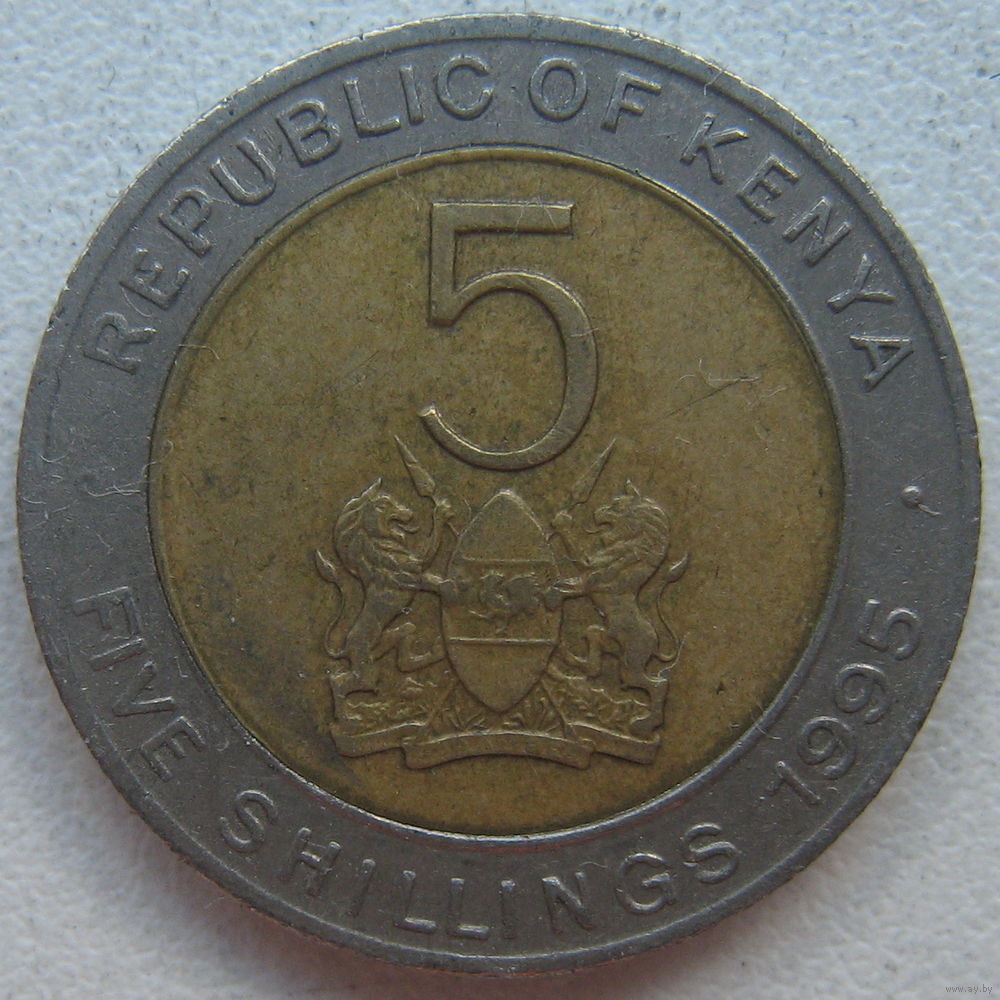 REPUBLIC OF KENYA
5
FIVE SHILLINGS 1995
www.ay.by